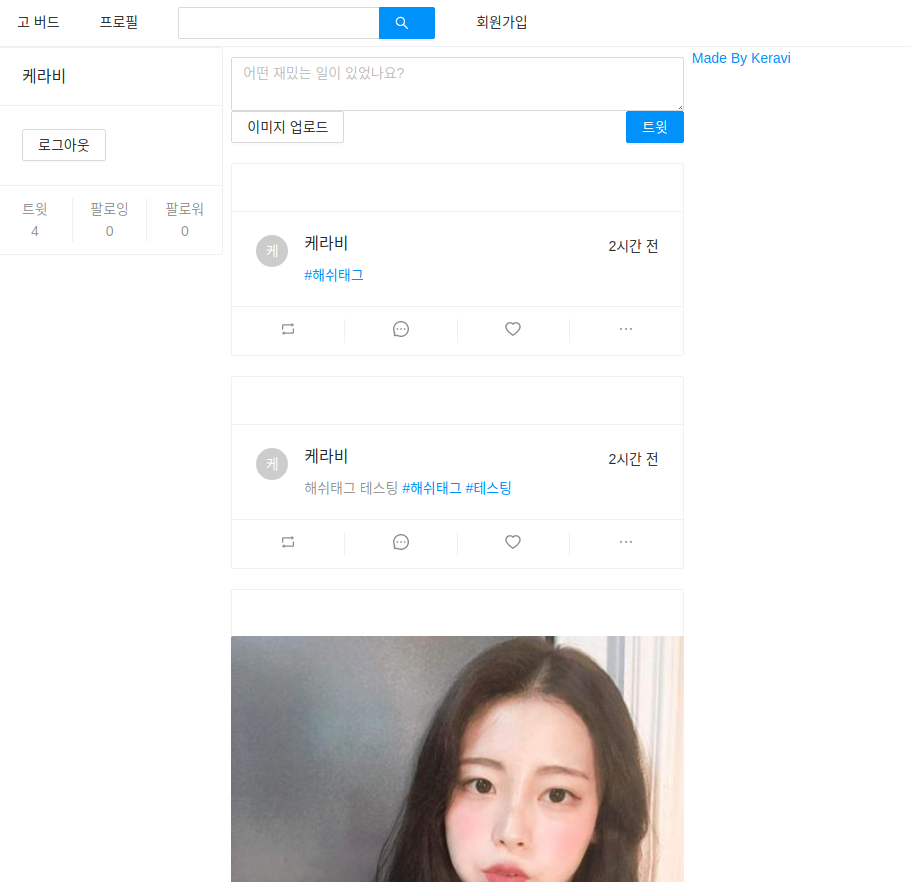 고 버드 프로필 회원가입
케라비
로그아웃
트윗 팔로잉 팔로워
4 0 0
어떤 재밌는 일이 있었나요?
이미지 업로드 트윗
케 케라비 2시간 전
#해쉬태그
케 케라비 2시간 전
해쉬태그 테스팅 #해쉬태그 #테스팅
Made By Keravi